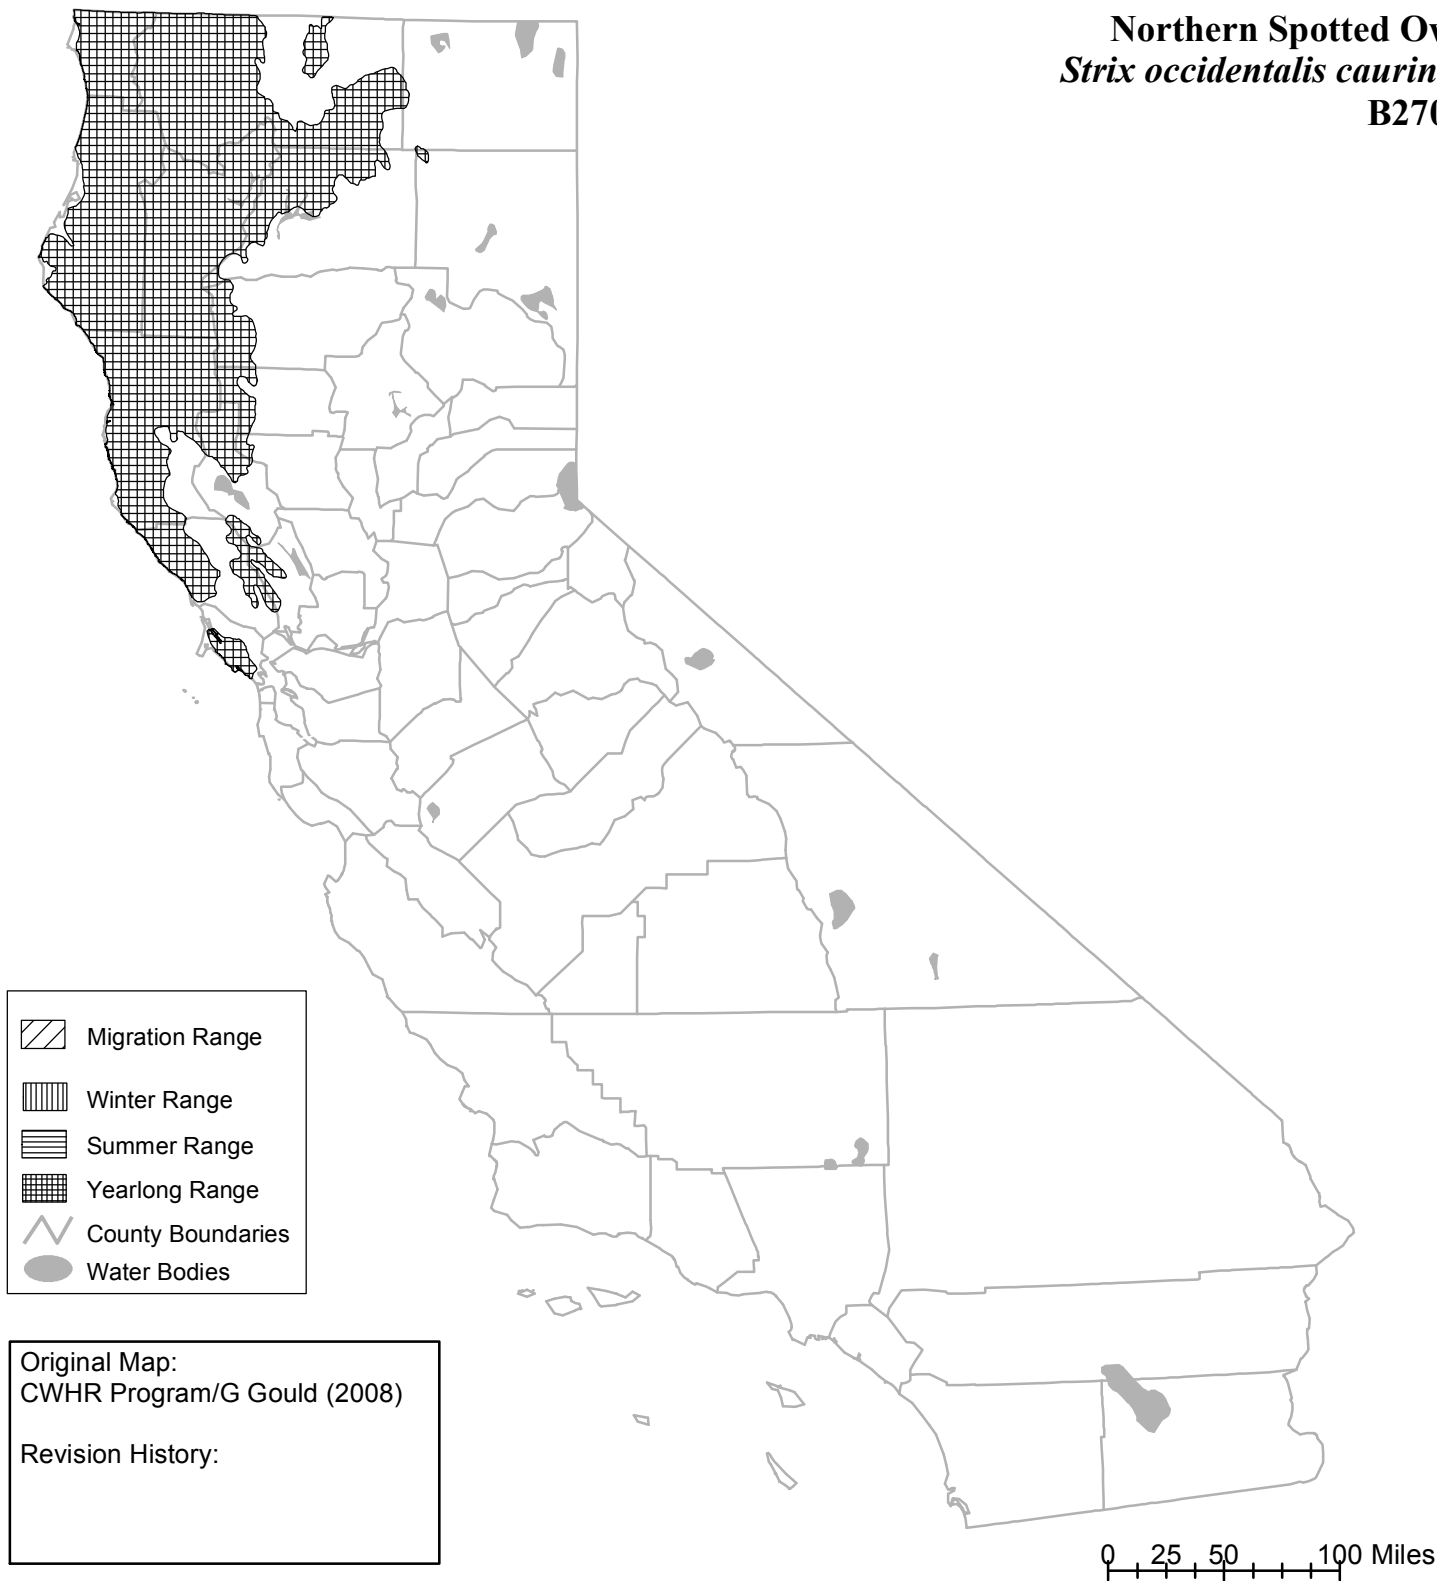 Northern Spotted Ow
Strix occidentalis caurin
B270
Migration Range
Winter Range
Summer Range
Yearlong Range
County Boundaries
Water Bodies
Original Map:
CWHR Program/G Gould (2008)
Revision History:
0 25 50 100 Miles